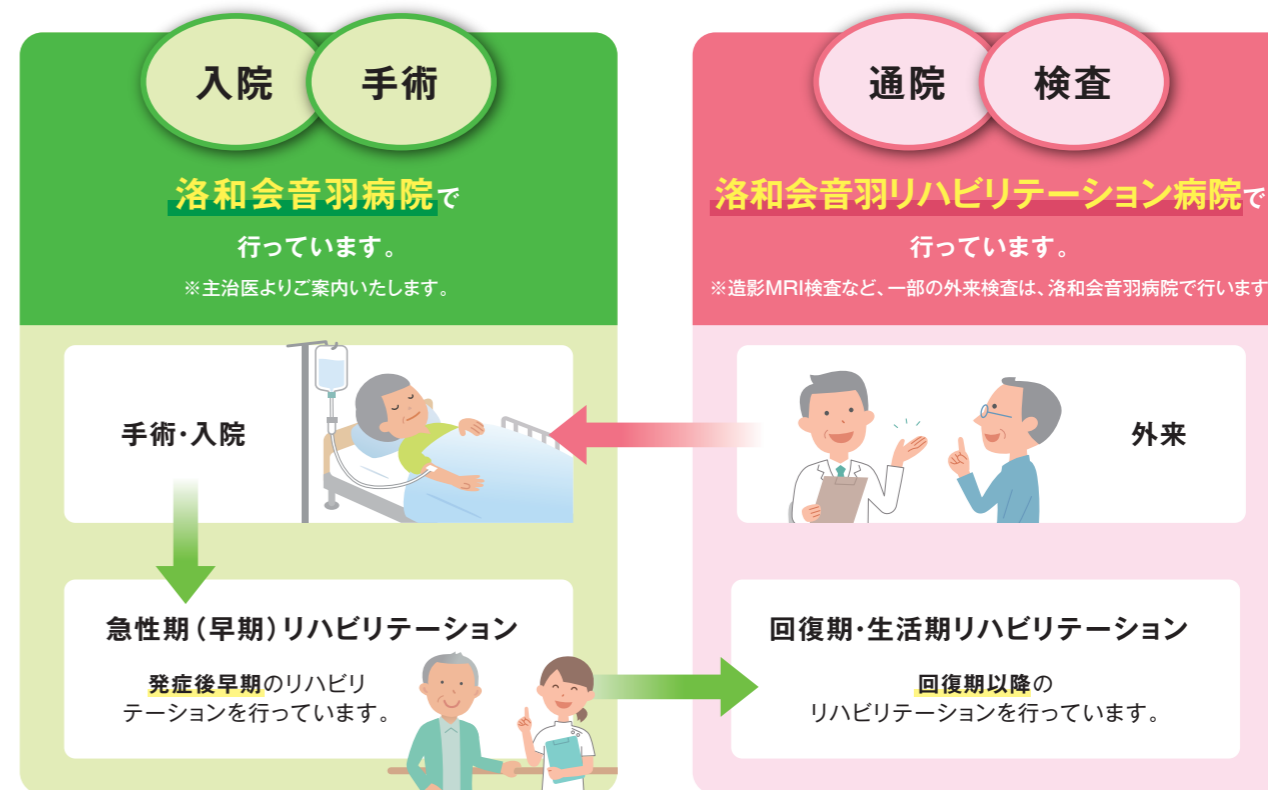 入院
手術
洛和会音羽病院で
行っています。
※主治医よりご案内いたします。
手術・入院
急性期（早期）リハビリテーション
発症後早期のリハビリ
テーションを行っています。
通院
検査
洛和会音羽リハビリテーション病院で
行っています。
※造影MRI検査など、一部の外来検査は、洛和会音羽病院で行います
外来
回復期・生活期リハビリテーション
回復期以降の
リハビリテーションを行っています。